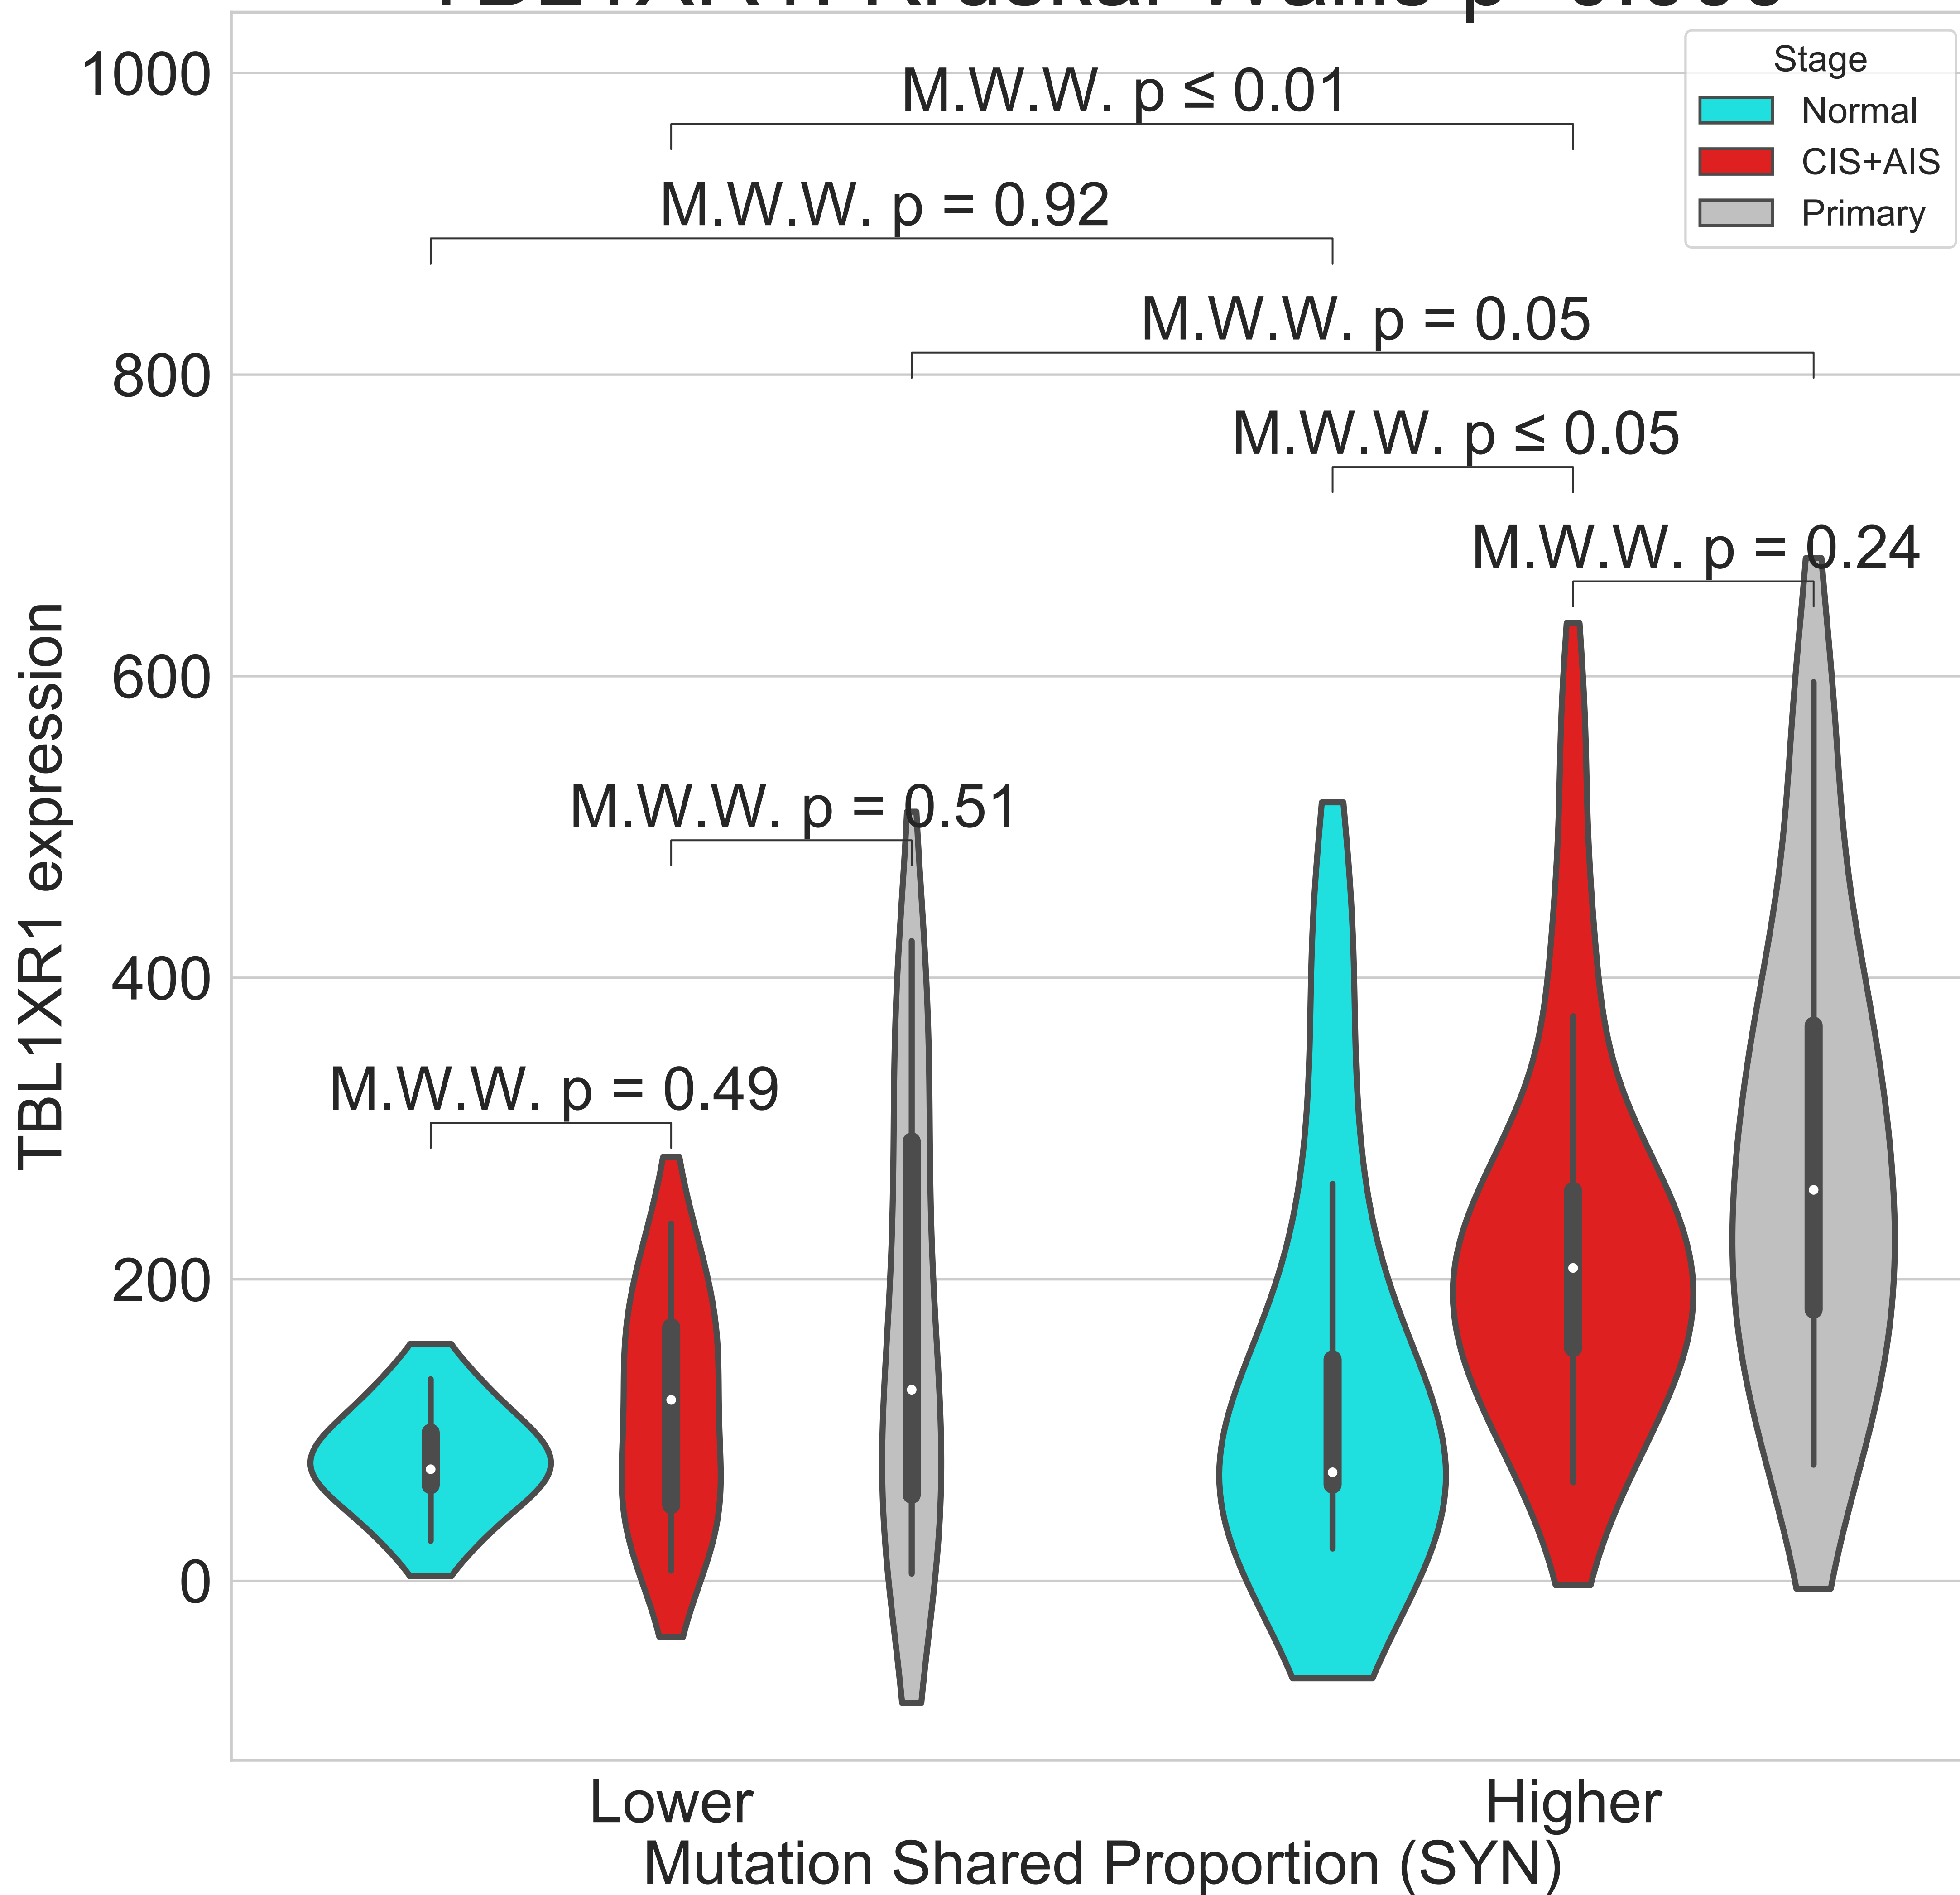 1000
800
600
400
200
0
TBL1XR1 expression
M.W.W. p ≤ 0.01
M.W.W. p = 0.92
M.W.W. p = 0.05
M.W.W. p ≤ 0.05
M.W.W. p = 0.24
M.W.W. p = 0.51
M.W.W. p = 0.49
Stage
Normal
CIS+AIS
Primary
Lower
Higher
Mutation Shared Proportion (SYN)